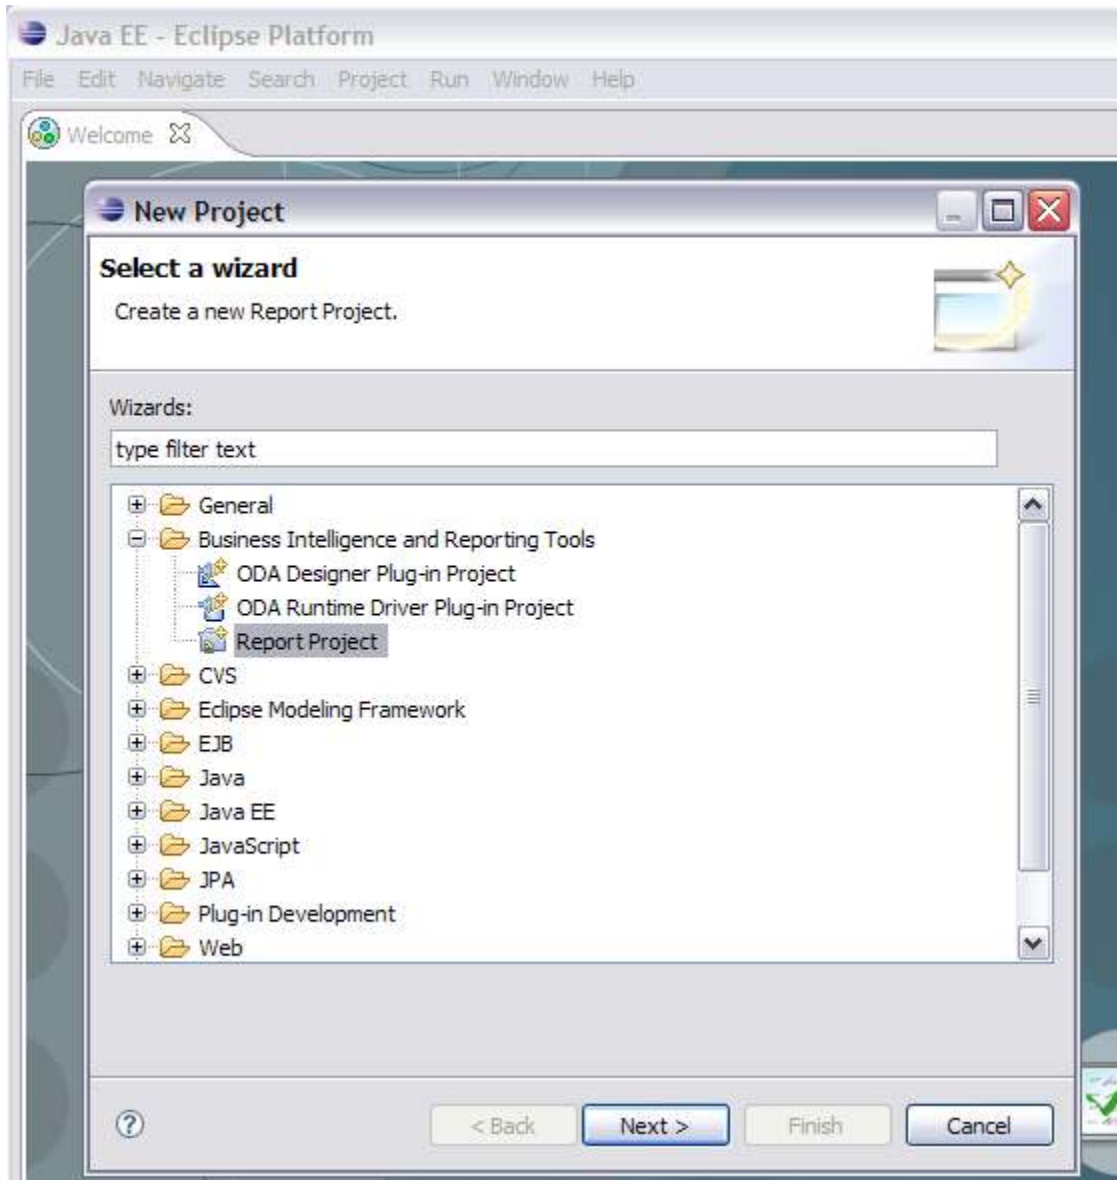 Java EE - Eclipse Platform
File Edit Navigate Search Project Run Window Help
Welcome
New Project
Select a wizard
Create a new Report Project.
Wizards:
type filter text
General
Business Intelligence and Reporting Tools
ODA Designer Plug-in Project
ODA Runtime Driver Plug-in Project
Report Project
CVS
Eclipse Modeling Framework
EJB
Java
Java EE
JavaScript
JPA
Plug-in Development
Web
< Back Next > Finish Cancel